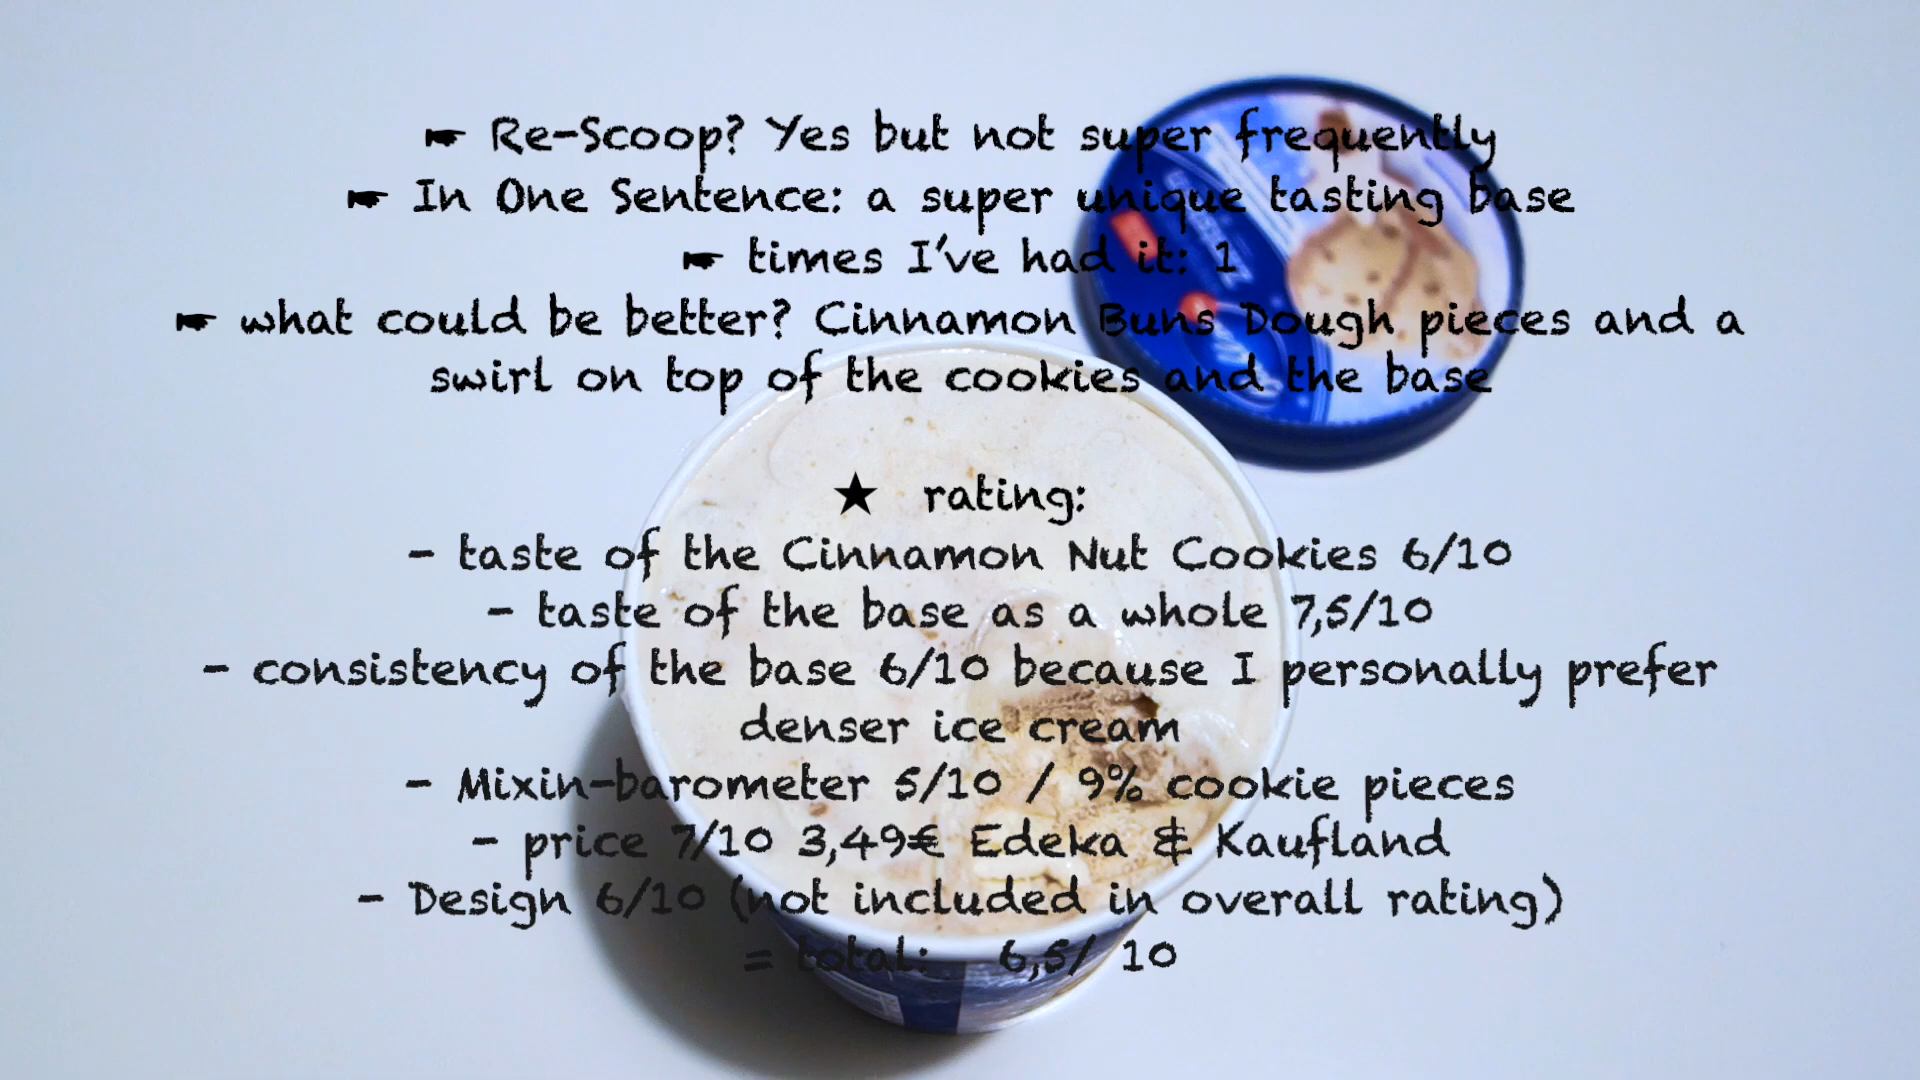 ☛ Re-Scoop? Yes but not super frequently
☛ In One Sentence: a super unique tasting base
☛ times I've had it: 1
☛ what could be better? Cinnamon Buns Dough pieces and a
swirl on top of the cookies and the base
★ rating:
- taste of the Cinnamon Nut Cookies 6/10
- taste of the base as a whole 7,5/10
- consistency of the base 6/10 because I personally prefer
denser ice cream
- Mixin-barometer 5/10 / 9% cookie pieces
- price 7/10 3,49€ Edeka & Kaufland
- Design 6/10 (not included in overall rating)
= total: 6,5/ 10